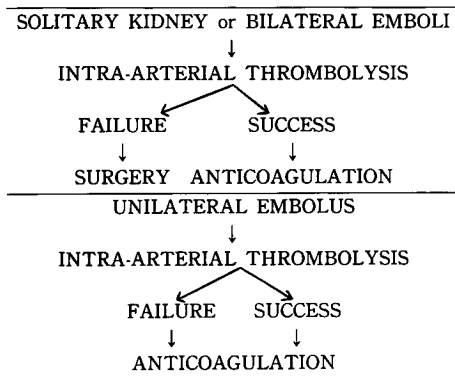 SOLITARY KIDNEY or BILATERAL EMBOLI
INTRA-ARTERIAL THROMBOLYSIS
FAILURE SUCCESS
SURGERY ANTICOAGULATION
UNILATERAL EMBOLUS
INTRA-ARTERIAL THROMBOLYSIS
FAILURE SUCCESS
ANTICOAGULATION